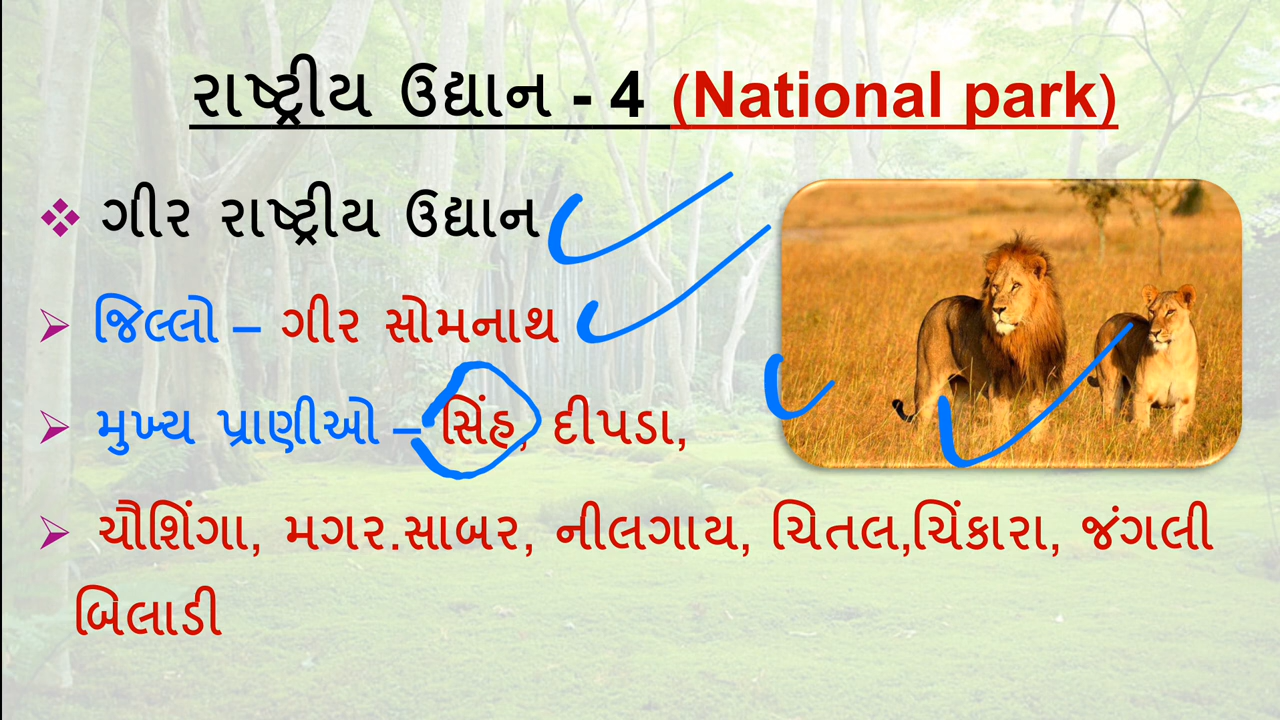 રાષ્ટ્રીય ઉદ્યાન - 4 (National park)
ગીર રાષ્ટ્રીય ઉદ્યાન
જિલ્લો – ગીર સોમનાથ
મુખ્ય પ્રાણીઓ – સિંહ, દીપડા,
ચૌશિંગા, મગર.સાબર, નીલગાય, ચિતલ,ચિંકારા, જંગલી
બિલાડી